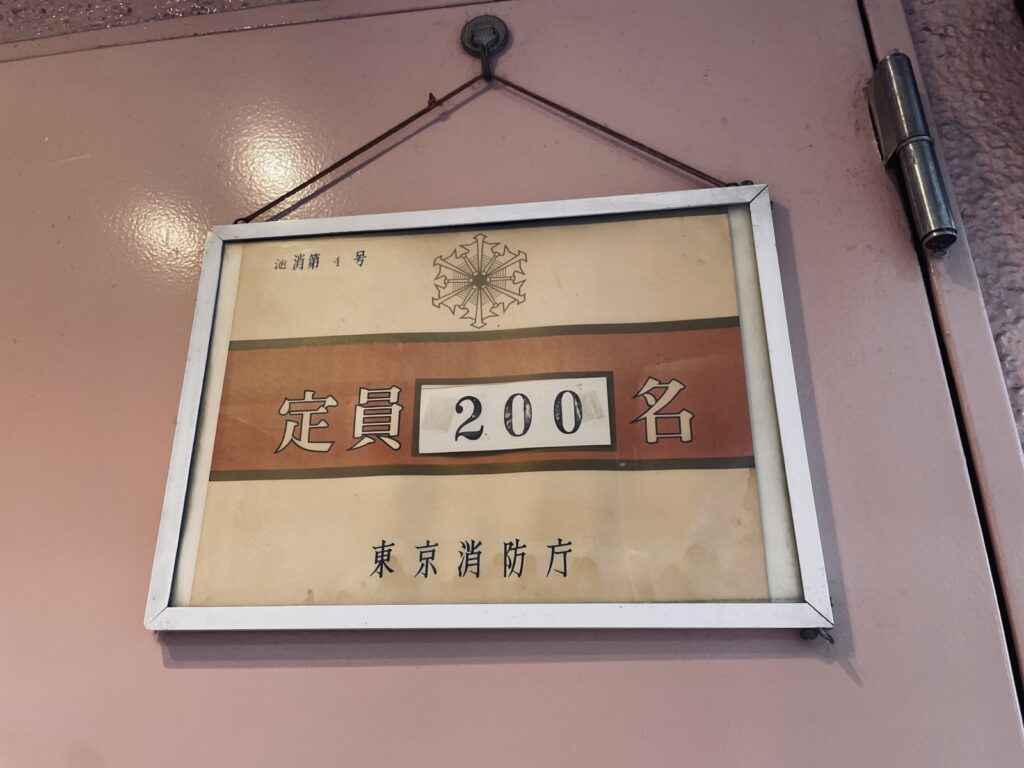 池消第 4 号
定員 200 名
東京消防庁